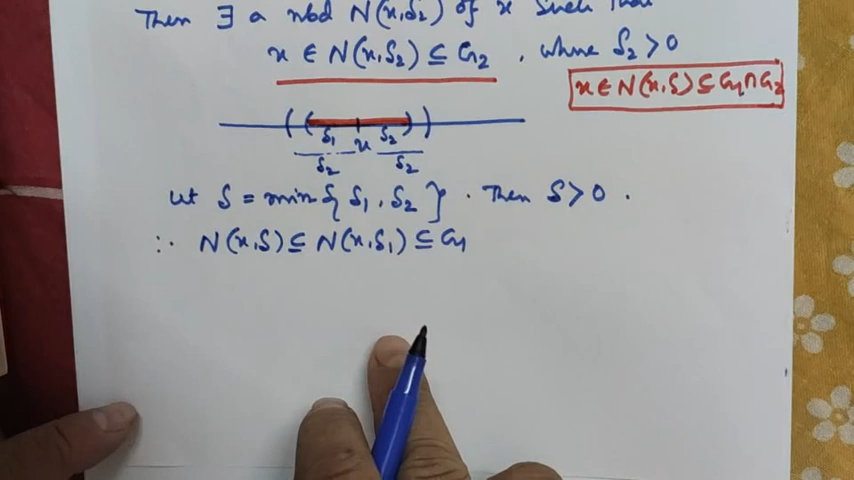 Then ∃ a nbd N(x,δ₂) of x such that
x ∈ N(x,δ₂) ⊆ G₂ , where δ₂ > 0
x ∈ N(x,δ) ⊆ G₁∩G₂
( ( ) )
δ₁ x δ₂
δ₂ δ₂
Let δ = min{ δ₁, δ₂ } . Then δ > 0 .
∴ N(x,δ) ⊆ N(x,δ₁) ⊆ G₁